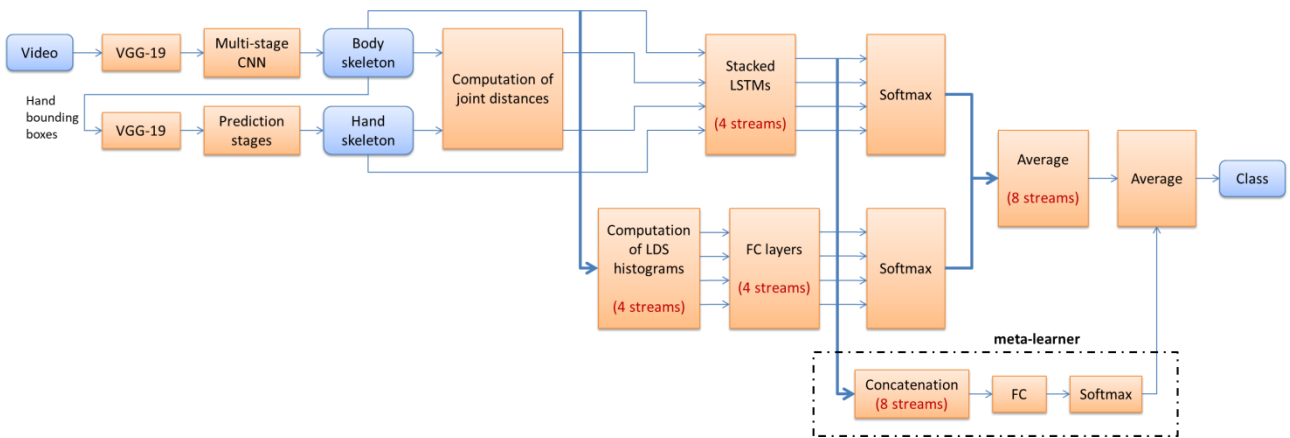 Video
VGG-19
Multi-stage
CNN
Body
skeleton
Hand
bounding
boxes
VGG-19
Prediction
stages
Hand
skeleton
Computation of
joint distances
Stacked
LSTMs
(4 streams)
Softmax
Computation
of LDS
histograms
(4 streams)
FC layers
(4 streams)
Softmax
Average
(8 streams)
Average
Class
meta-learner
Concatenation
(8 streams)
FC
Softmax